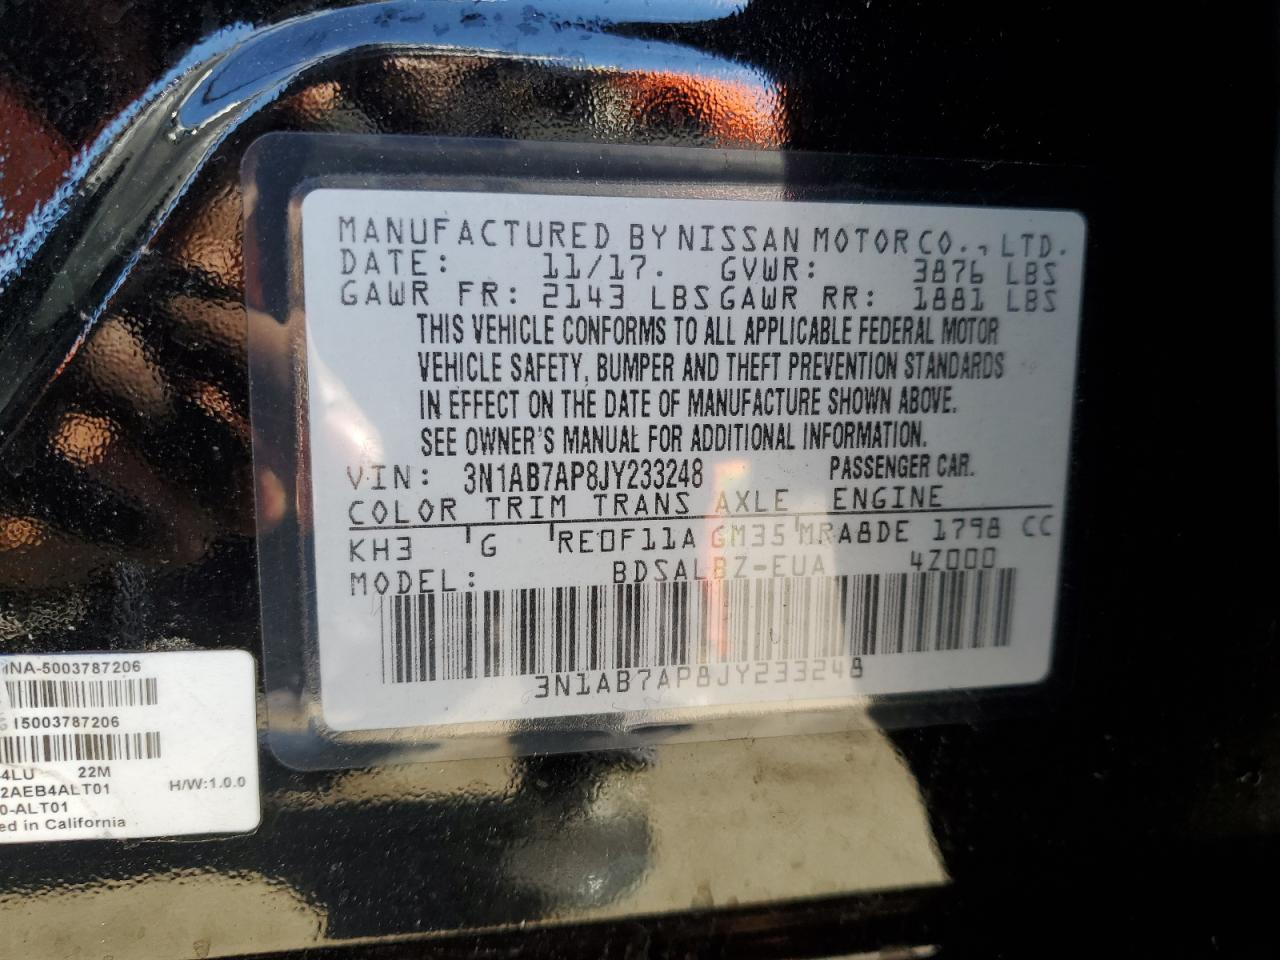 MANUFACTURED BY NISSAN MOTOR CO., LTD.
DATE: 11/17. GVWR: 3876 LBS
GAWR FR: 2143 LBS GAWR RR: 1881 LBS
THIS VEHICLE CONFORMS TO ALL APPLICABLE FEDERAL MOTOR
VEHICLE SAFETY, BUMPER AND THEFT PREVENTION STANDARDS
IN EFFECT ON THE DATE OF MANUFACTURE SHOWN ABOVE.
SEE OWNER'S MANUAL FOR ADDITIONAL INFORMATION.
VIN: 3N1AB7AP8JY233248 PASSENGER CAR.
COLOR TRIM TRANS AXLE ENGINE
KH3 G RE0F11A GM35 MRA8DE 1798 CC
MODEL: BDSALBZ-EUA 4Z000
3N1AB7AP8JY233248
NA-5003787206
15003787206
4LU 22M
2AEB4ALT01 H/W:1.0.0
0-ALT01
ed in California